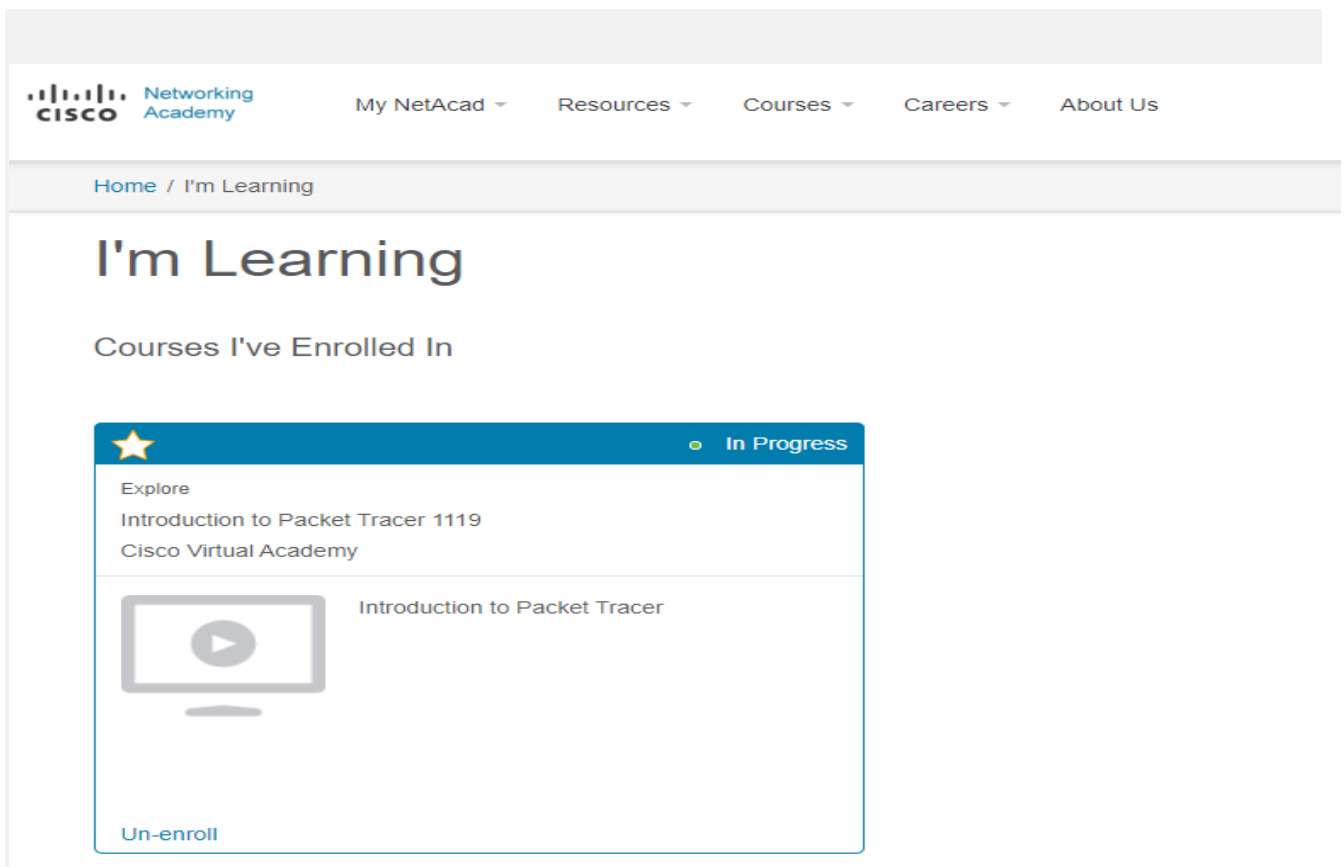 CISCO Networking Academy
My NetAcad Resources Courses Careers About Us
Home / I'm Learning
I'm Learning
Courses I've Enrolled In
In Progress
Explore
Introduction to Packet Tracer 1119
Cisco Virtual Academy
Introduction to Packet Tracer
Un-enroll